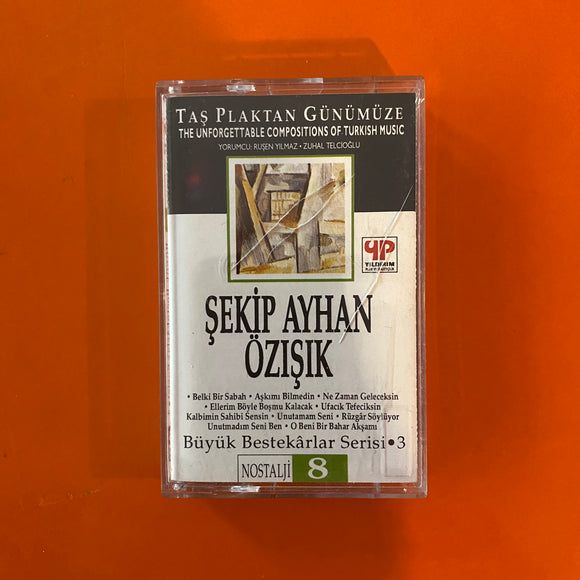 TAŞ PLAKTAN GÜNÜMÜZE
THE UNFORGETTABLE COMPOSITIONS OF TURKISH MUSIC
YORUMCU: RUŞEN YILMAZ • ZUHAL TELCİOĞLU
YP
YILDIRIM
ŞEKİP AYHAN
ÖZIŞIK
• Belki Bir Sabah • Aşkımı Bilmedin • Ne Zaman Geleceksin
• Ellerim Böyle Boşmu Kalacak • Ufacık Tefeciksin
Kalbimin Sahibi Sensin • Unutamam Seni • Rüzgâr Söylüyor
Unutmadım Seni Ben • O Beni Bir Bahar Akşamı
Büyük Bestekârlar Serisi • 3
NOSTALJİ 8